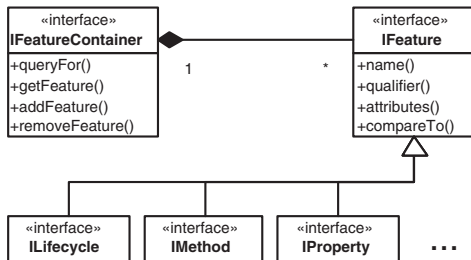 «interface»
IFeatureContainer
+queryFor()
+getFeature()
+addFeature()
+removeFeature()
1
*
«interface»
IFeature
+name()
+qualifier()
+attributes()
+compareTo()
«interface»
ILifecycle
«interface»
IMethod
«interface»
IProperty
...